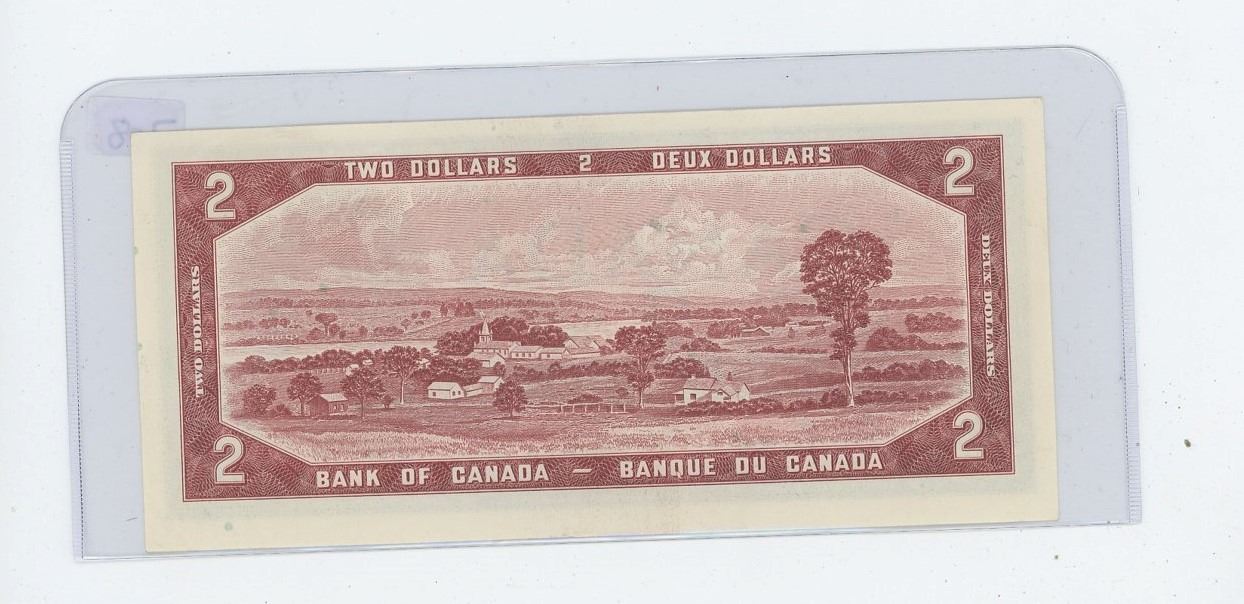 TWO DOLLARS 2 DEUX DOLLARS
2 2
TWO DOLLARS
DEUX DOLLARS
2 2
BANK OF CANADA – BANQUE DU CANADA